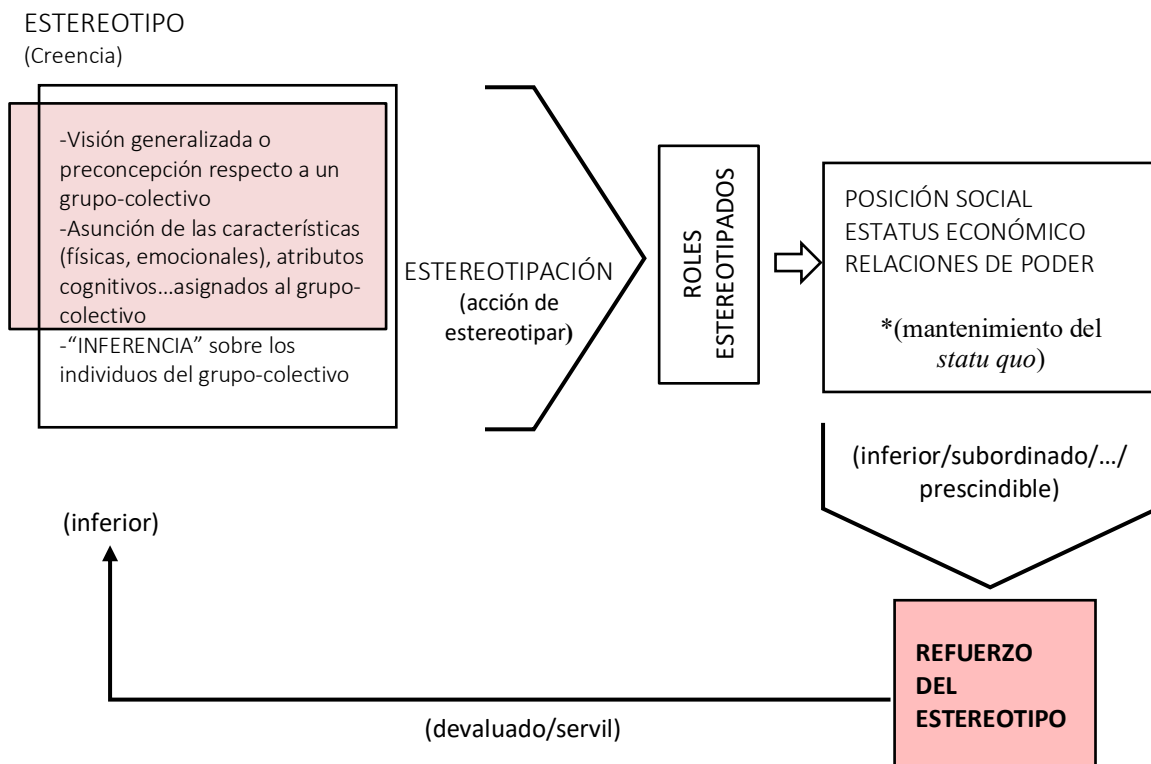 ESTEREOTIPO
(Creencia)
-Visión generalizada o
preconcepción respecto a un
grupo-colectivo
-Asunción de las características
(físicas, emocionales), atributos
cognitivos...asignados al grupo-
colectivo
-“INFERENCIA” sobre los
individuos del grupo-colectivo
ESTEREOTIPACIÓN
(acción de
estereotipar)
ROLES
ESTEREOTIPADOS
POSICIÓN SOCIAL
ESTATUS ECONÓMICO
RELACIONES DE PODER
*(mantenimiento del
statu quo)
(inferior/subordinado/.../
prescindible)
REFUERZO
DEL
ESTEREOTIPO
(devaluado/servil)
(inferior)